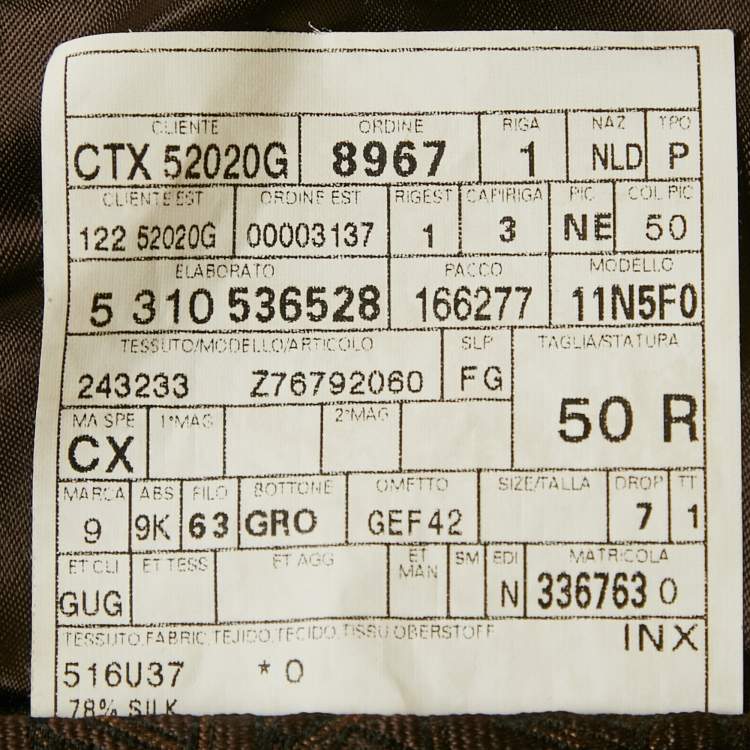 CLIENTE ORDINE RIGA NAZ TPO
CTX 52020G 8967 1 NLD P
CLIENTE EST ORDINE EST RIGEST CAPIRIGA PIC COL PIC
122 52020G 00003137 1 3 NE 50
ELABORATO PACCO MODELLO
5 310 536528 166277 11N5F0
TESSUTO/MODELLO/ARTICOLO SLP TAGLIA/STATURA
243233 Z76792060 FG
50 R
MA SPE 1°MAG 2°MAG
CX
MARCA ABS FILO BOTTONE OMETTO SIZE/TALLA DROP TT
9 9K 63 GRO GEF42 7 1
ET CLI ET TESS ET AGG ET MAN SM EDI MATRICOLA
GUG N 336763 0
TESSUTO,FABRIC,TEJIDO,TECIDO,TISSU,OBERSTOFF INX
516U37 * 0
78% SILK